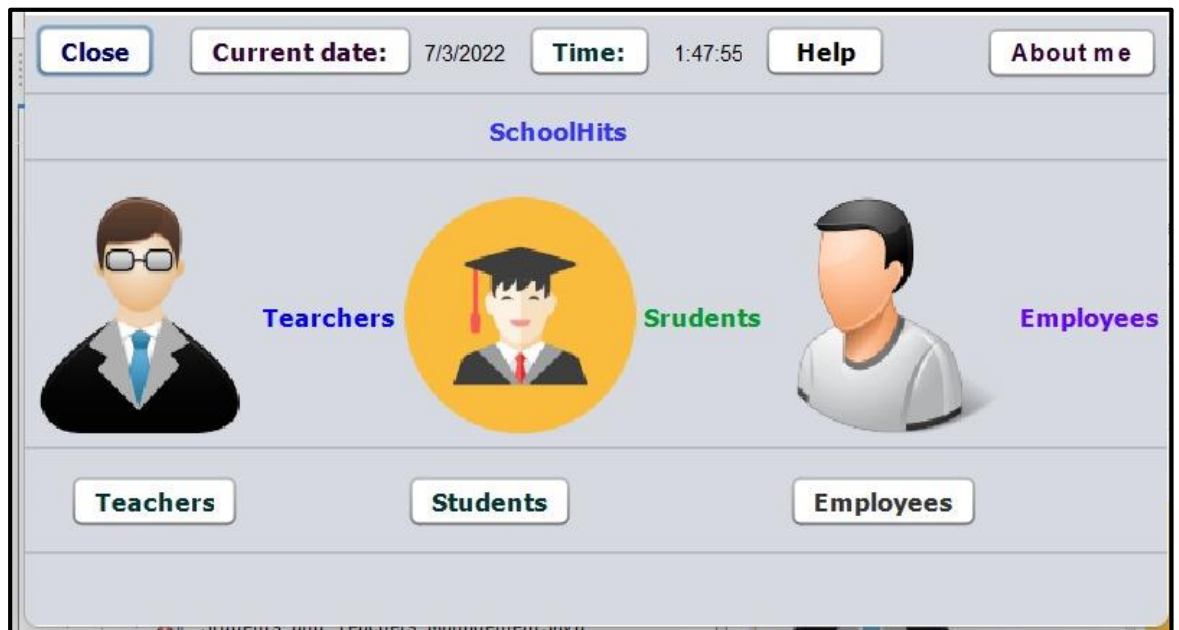 Close Current date: 7/3/2022 Time: 1:47:55 Help About me
SchoolHits
Tearchers Srudents Employees
Teachers Students Employees